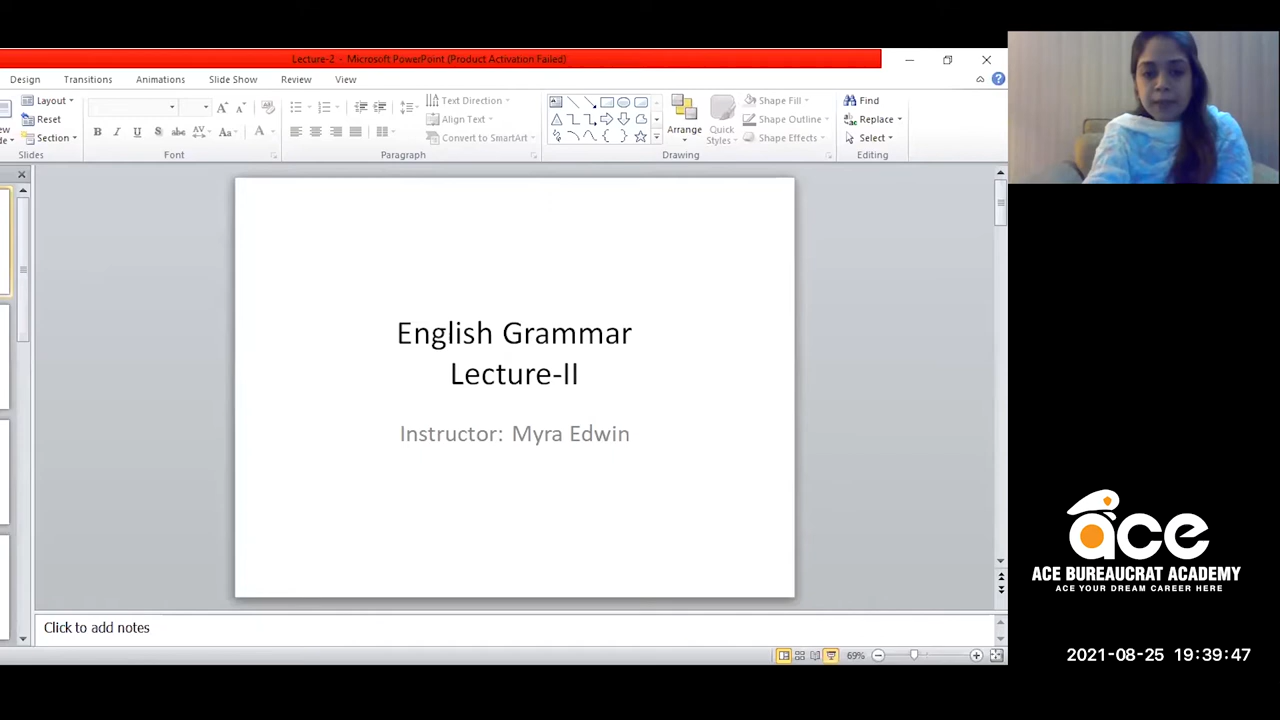 Lecture-2 - Microsoft PowerPoint (Product Activation Failed)
Design Transitions Animations Slide Show Review View
Layout
Reset
Section
Slides
B I U S abc AV Aa A
Font
Paragraph
Text Direction
Align Text
Convert to SmartArt
Arrange
Quick
Styles
Shape Fill
Shape Outline
Shape Effects
Drawing
Find
Replace
Select
Editing
English Grammar
Lecture-II
Instructor: Myra Edwin
Click to add notes
69%
ace
ACE BUREAUCRAT ACADEMY
ACE YOUR DREAM CAREER HERE
2021-08-25 19:39:47